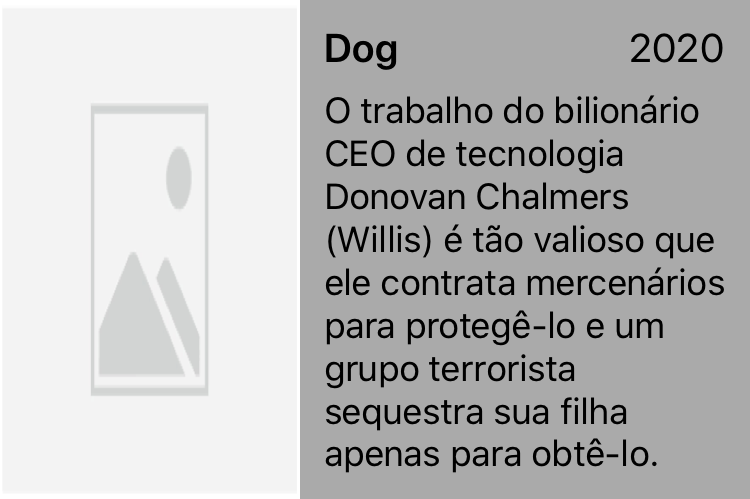 Dog 2020
O trabalho do bilionário
CEO de tecnologia
Donovan Chalmers
(Willis) é tão valioso que
ele contrata mercenários
para protegê-lo e um
grupo terrorista
sequestra sua filha
apenas para obtê-lo.